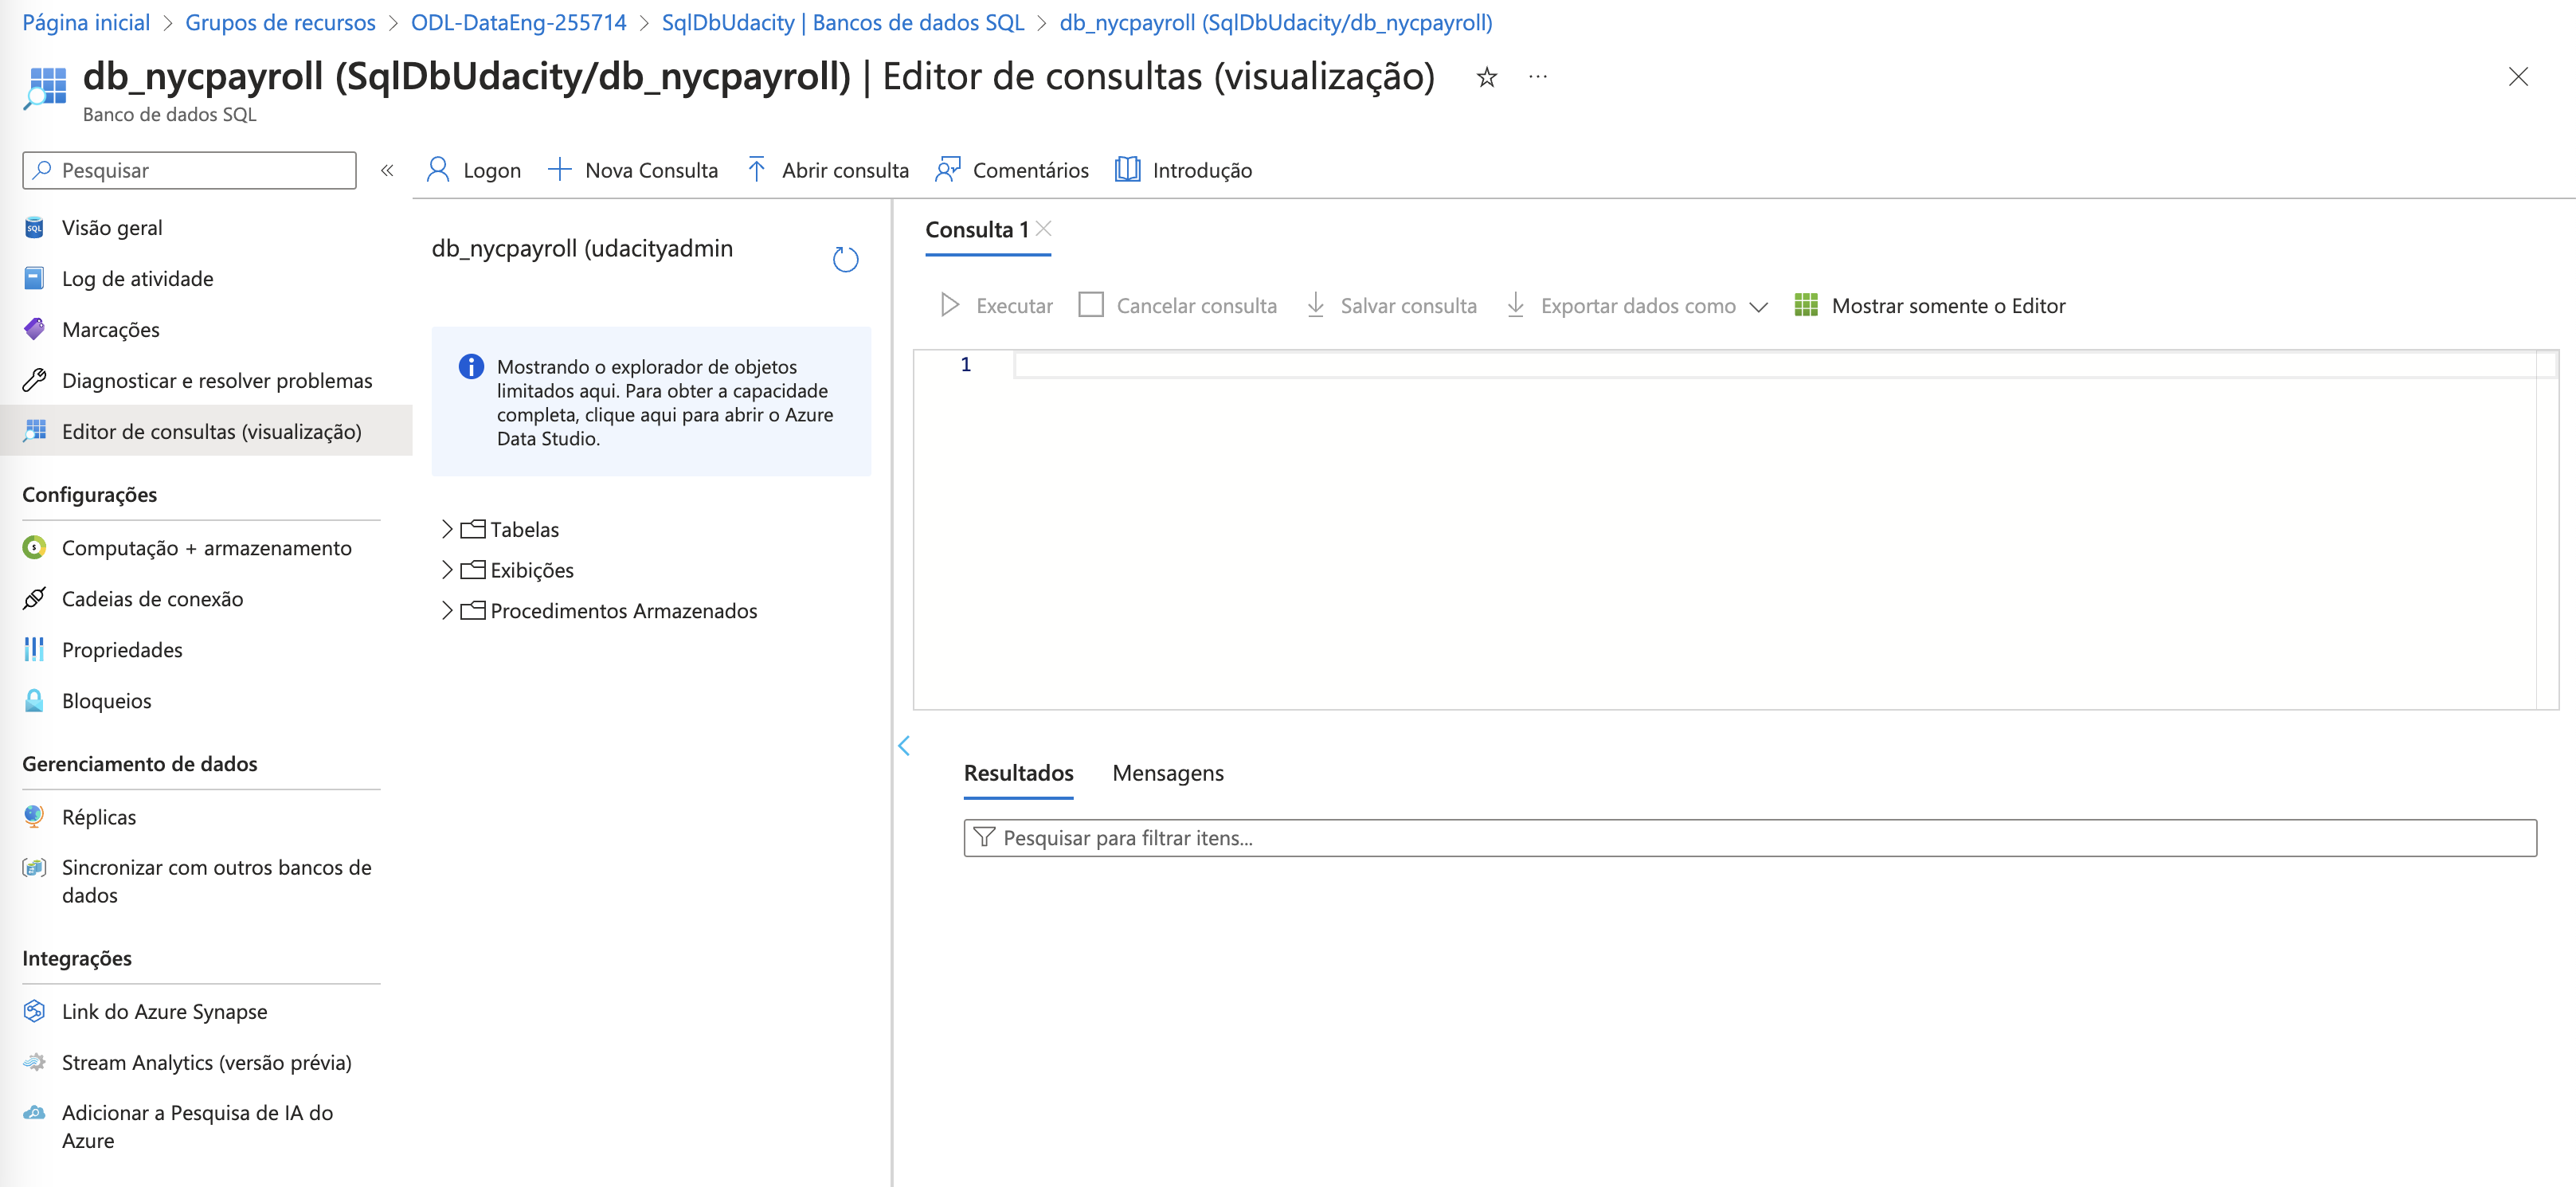 Página inicial > Grupos de recursos > ODL-DataEng-255714 > SqlDbUdacity | Bancos de dados SQL > db_nycpayroll (SqlDbUdacity/db_nycpayroll)
db_nycpayroll (SqlDbUdacity/db_nycpayroll) | Editor de consultas (visualização) ☆ ...
Banco de dados SQL
Pesquisar
«
Visão geral
Log de atividade
Marcações
Diagnosticar e resolver problemas
Editor de consultas (visualização)
Configurações
Computação + armazenamento
Cadeias de conexão
Propriedades
Bloqueios
Gerenciamento de dados
Réplicas
Sincronizar com outros bancos de
dados
Integrações
Link do Azure Synapse
Stream Analytics (versão prévia)
Adicionar a Pesquisa de IA do
Azure
Logon Nova Consulta Abrir consulta Comentários Introdução
db_nycpayroll (udacityadmin
Mostrando o explorador de objetos
limitados aqui. Para obter a capacidade
completa, clique aqui para abrir o Azure
Data Studio.
Tabelas
Exibições
Procedimentos Armazenados
Consulta 1
Executar Cancelar consulta Salvar consulta Exportar dados como Mostrar somente o Editor
1
Resultados Mensagens
Pesquisar para filtrar itens...